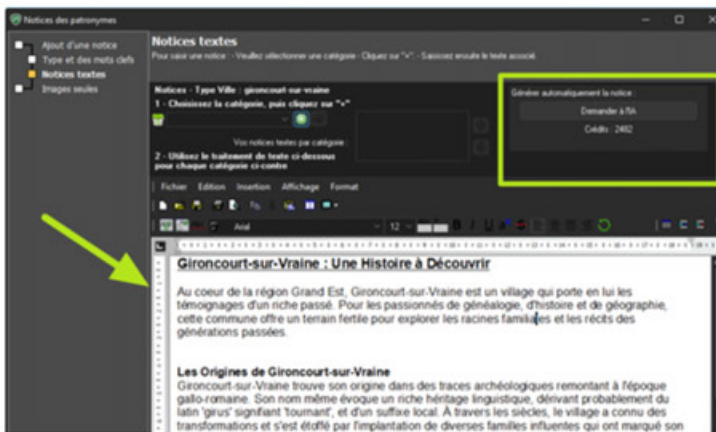 Notices des patronymes
Ajout d'une notice
Type et des mots clefs
Notices textes
Images seules
Notices textes
Pour saisir une notice : - Veuillez sélectionner une catégorie - Cliquez sur "+". - Saisissez ensuite le texte associé.
Notices - Type Ville : gironcourt-sur-vraine
1 - Choisissez la catégorie, puis cliquez sur "+"
Vos notices textes par catégorie :
2 - Utilisez le traitement de texte ci-dessous
pour chaque catégorie ci-contre
Générer automatiquement la notice :
Demander à l'IA
Crédits : 2482
Fichier Edition Insertion Affichage Format
Arial 12 B I U
Gironcourt-sur-Vraine : Une Histoire à Découvrir
Au coeur de la région Grand Est, Gironcourt-sur-Vraine est un village qui porte en lui les
témoignages d'un riche passé. Pour les passionnés de généalogie, d'histoire et de géographie,
cette commune offre un terrain fertile pour explorer les racines familiales et les récits des
générations passées.
Les Origines de Gironcourt-sur-Vraine
Gironcourt-sur-Vraine trouve son origine dans des traces archéologiques remontant à l'époque
gallo-romaine. Son nom même évoque un riche héritage linguistique, dérivant probablement du
latin 'girus' signifiant 'tournant', et d'un suffixe local. À travers les siècles, le village a connu des
transformations et s'est étoffé par l'implantation de diverses familles influentes qui ont marqué son